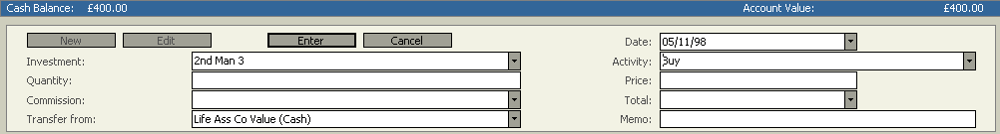 Cash Balance: £400.00 Account Value: £400.00
New Edit Enter Cancel Date: 05/11/98
Investment: 2nd Man 3 Activity: Buy
Quantity: Price:
Commission: Total:
Transfer from: Life Ass Co Value (Cash) Memo: